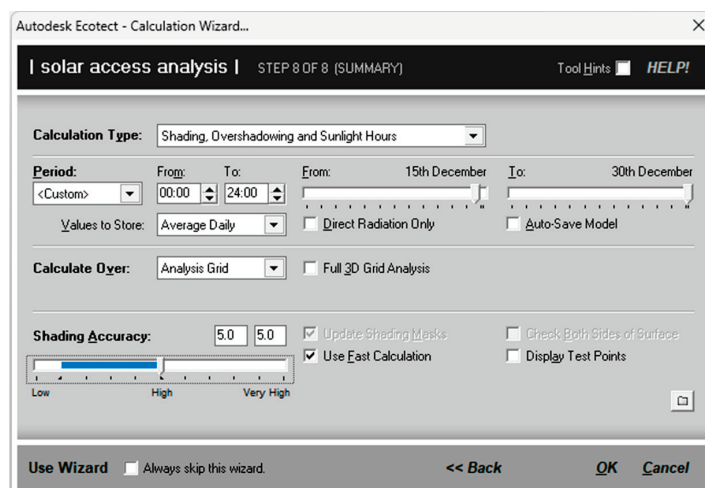 Autodesk Ecotect - Calculation Wizard...
| solar access analysis | STEP 8 OF 8 (SUMMARY) Tool Hints HELP!
Calculation Type: Shading, Overshadowing and Sunlight Hours
Period: From: To: From: 15th December To: 30th December
<Custom> 00:00 24:00
Values to Store: Average Daily Direct Radiation Only Auto-Save Model
Calculate Over: Analysis Grid Full 3D Grid Analysis
Shading Accuracy: 5.0 5.0 Update Shading Masks Check Both Sides of Surface
Use Fast Calculation Display Test Points
Low High Very High
Use Wizard Always skip this wizard. << Back OK Cancel